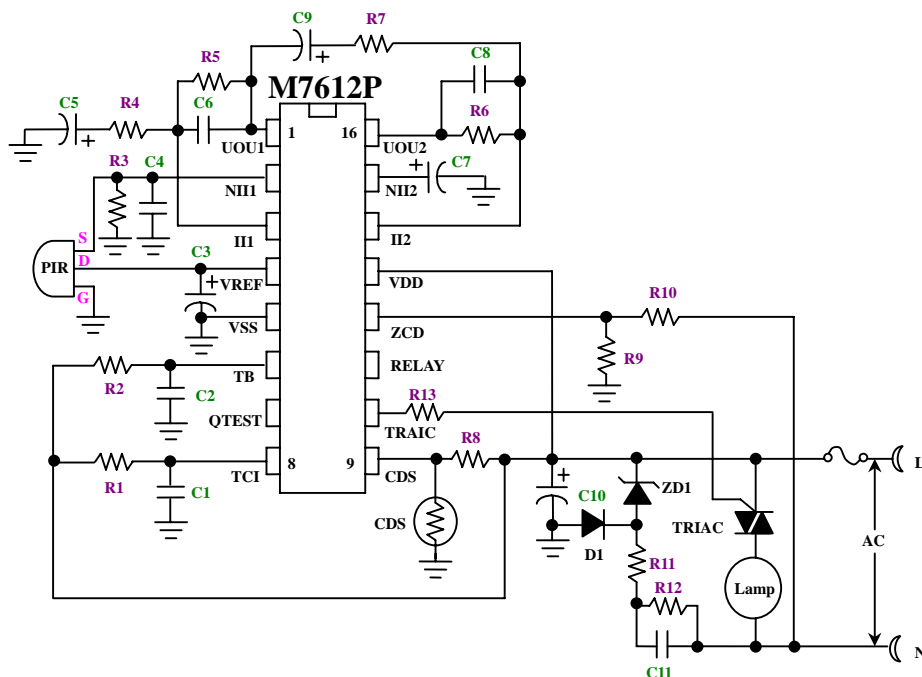 C9
R7
R5
C8
M7612P
C5
R4
C6
R6
1
16
UOU1
UOU2
R3
C4
C7
NII1
NII2
S
II1
II2
PIR
D
C3
VREF
VDD
G
R10
VSS
ZCD
R9
R2
TB
RELAY
C2
R13
QTEST
TRAIC
R8
R1
8
9
L
TCI
CDS
C1
ZD1
C10
CDS
TRIAC
AC
D1
R11
R12
Lamp
N
C11